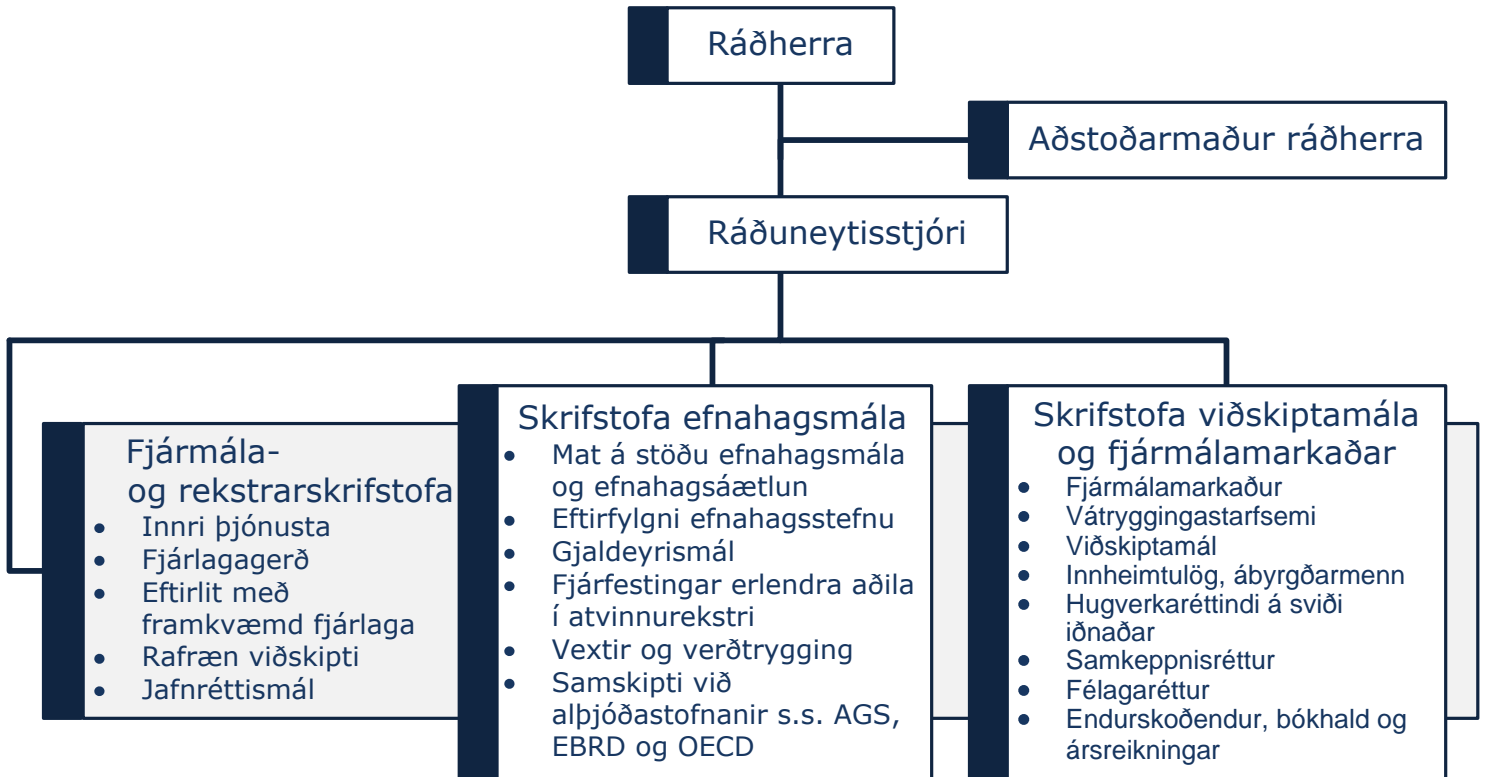 Ráðherra
Aðstoðarmaður ráðherra
Ráðuneytisstjóri
Fjármála-
og rekstrarskrifstofa
• Innri þjónusta
• Fjárlagagerð
• Eftirlit með
framkvæmd fjárlaga
• Rafræn viðskipti
• Jafnréttismál
Skrifstofa efnahagsmála
• Mat á stöðu efnahagsmála
og efnahagsáætlun
• Eftirfylgni efnahagsstefnu
• Gjaldeyrismál
• Fjárfestingar erlendra aðila
í atvinnurekstri
• Vextir og verðtrygging
• Samskipti við
alþjóðastofnanir s.s. AGS,
EBRD og OECD
Skrifstofa viðskiptamála
og fjármálamarkaðar
• Fjármálamarkaður
• Vátryggingastarfsemi
• Viðskiptamál
• Innheimtulög, ábyrgðarmenn
• Hugverkaréttindi á sviði
iðnaðar
• Samkeppnisréttur
• Félagaréttur
• Endurskoðendur, bókhald og
ársreikningar